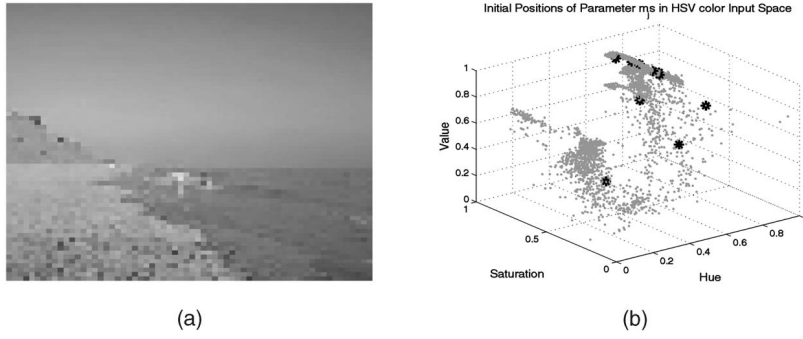 Initial Positions of Parameter ms in HSV color Input Space
j
1
0.8
0.6
0.4
0.2
0
Value
1
0.5
0
Saturation
0
0.2
0.4
0.6
0.8
Hue
(a)
(b)